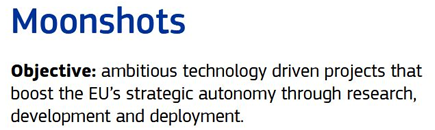 Moonshots
Objective: ambitious technology driven projects that
boost the EU's strategic autonomy through research,
development and deployment.